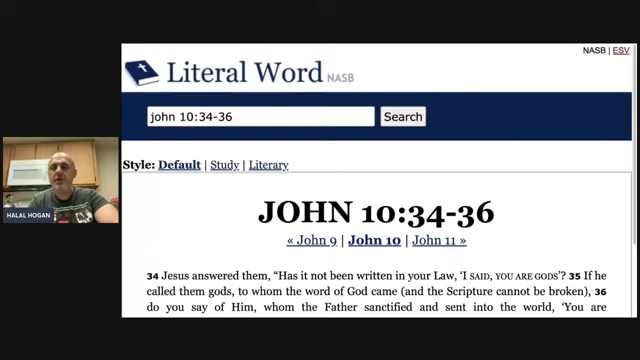 NASB | ESV
Literal Word NASB
john 10:34-36 Search
Style: Default | Study | Literary
JOHN 10:34-36
« John 9 | John 10 | John 11 »
34 Jesus answered them, “Has it not been written in your Law, ‘I SAID, YOU ARE GODS’? 35 If he
called them gods, to whom the word of God came (and the Scripture cannot be broken), 36
do you say of Him, whom the Father sanctified and sent into the world, ‘You are
HALAL HOGAN